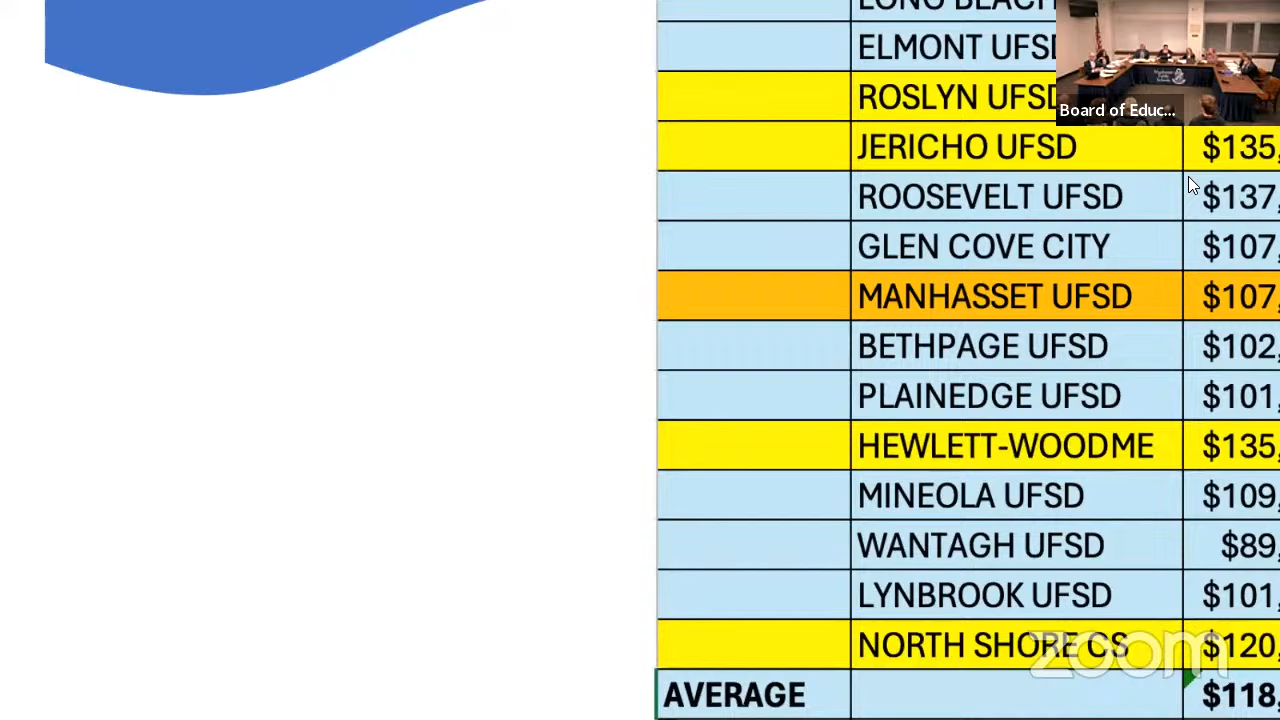 LONG BEACH
ELMONT UFSD
ROSLYN UFSD
Board of Educ...
JERICHO UFSD $135,
ROOSEVELT UFSD $137,
GLEN COVE CITY $107,
MANHASSET UFSD $107,
BETHPAGE UFSD $102,
PLAINEDGE UFSD $101,
HEWLETT-WOODME $135,
MINEOLA UFSD $109,
WANTAGH UFSD $89,
LYNBROOK UFSD $101,
NORTH SHORE CS $120,
zoom
AVERAGE $118,